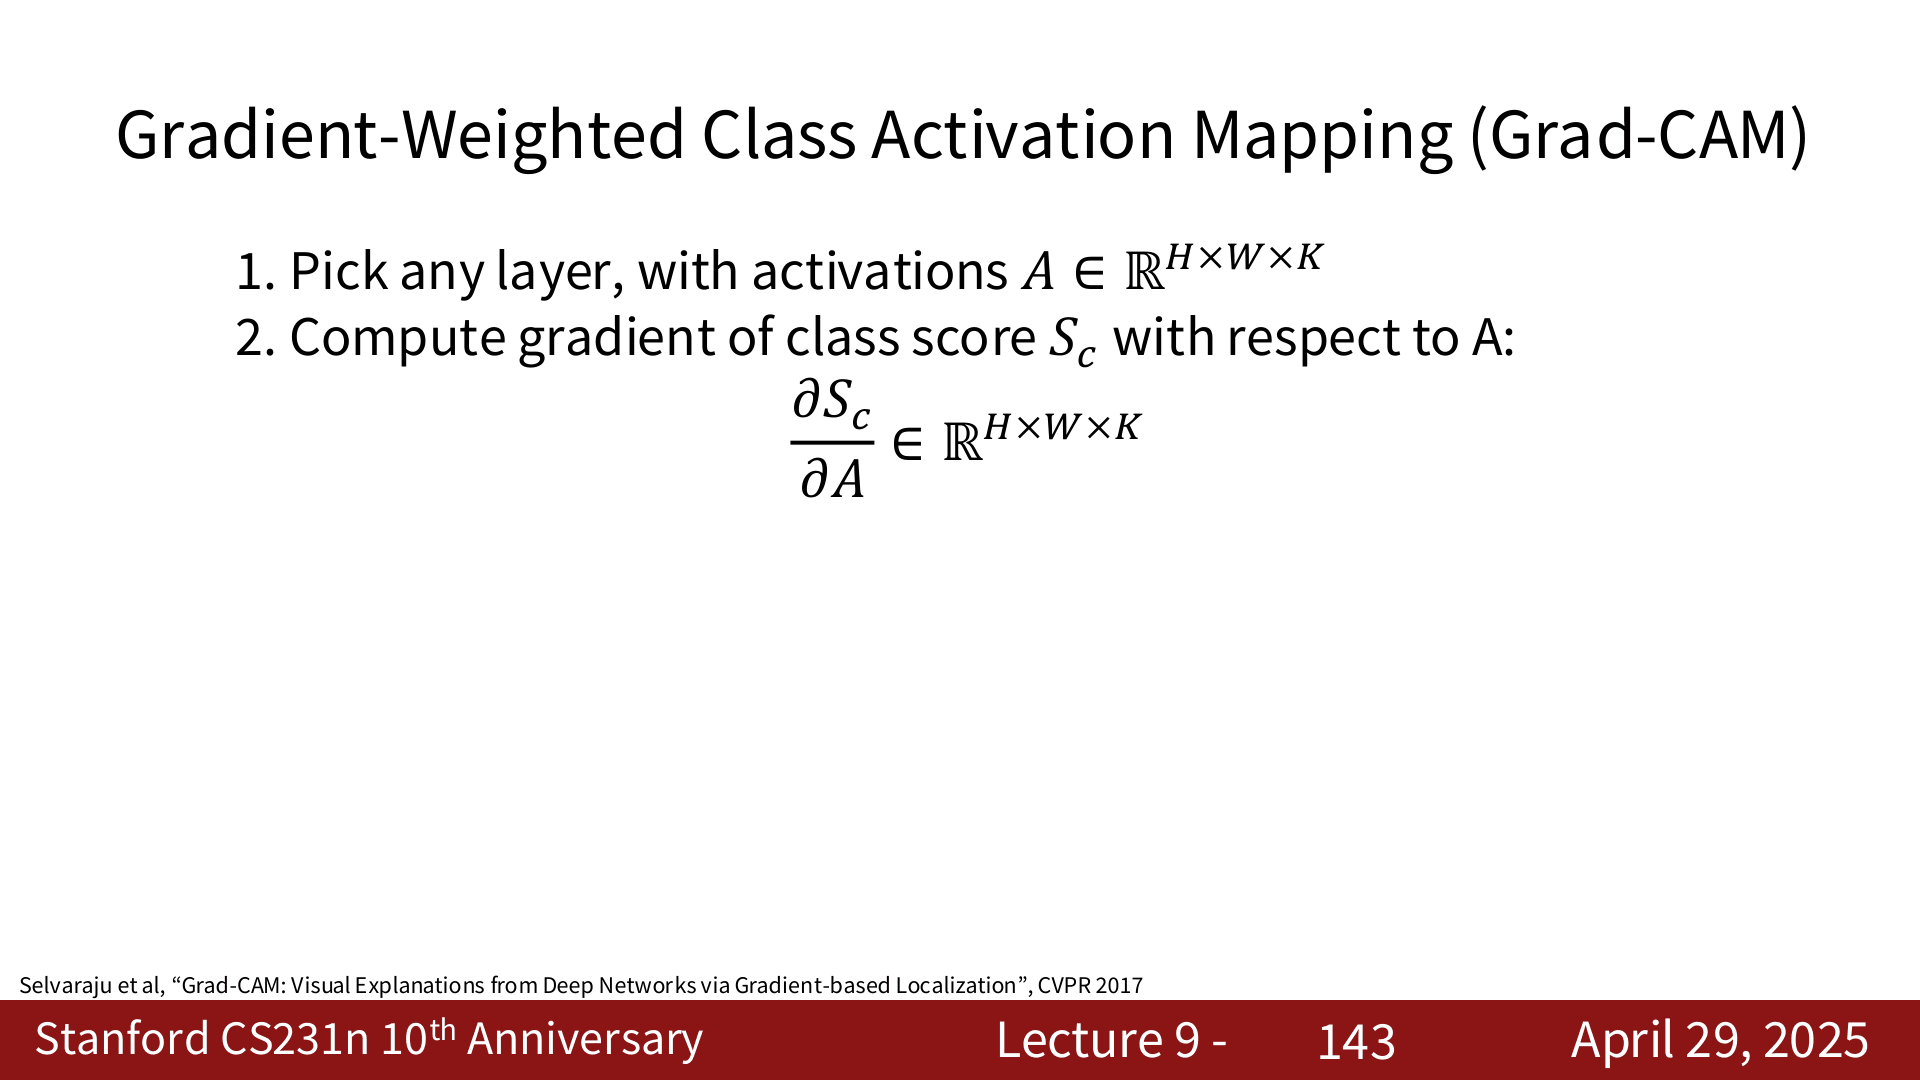 Gradient-Weighted Class Activation Mapping (Grad-CAM)
1. Pick any layer, with activations 𝐴 ∈ ℝ^{𝐻×𝑊×𝐾}
2. Compute gradient of class score 𝑆_𝑐 with respect to A:
∂𝑆_𝑐/∂𝐴 ∈ ℝ^{𝐻×𝑊×𝐾}
Selvaraju et al, “Grad-CAM: Visual Explanations from Deep Networks via Gradient-based Localization”, CVPR 2017
Stanford CS231n 10th Anniversary Lecture 9 - 143 April 29, 2025